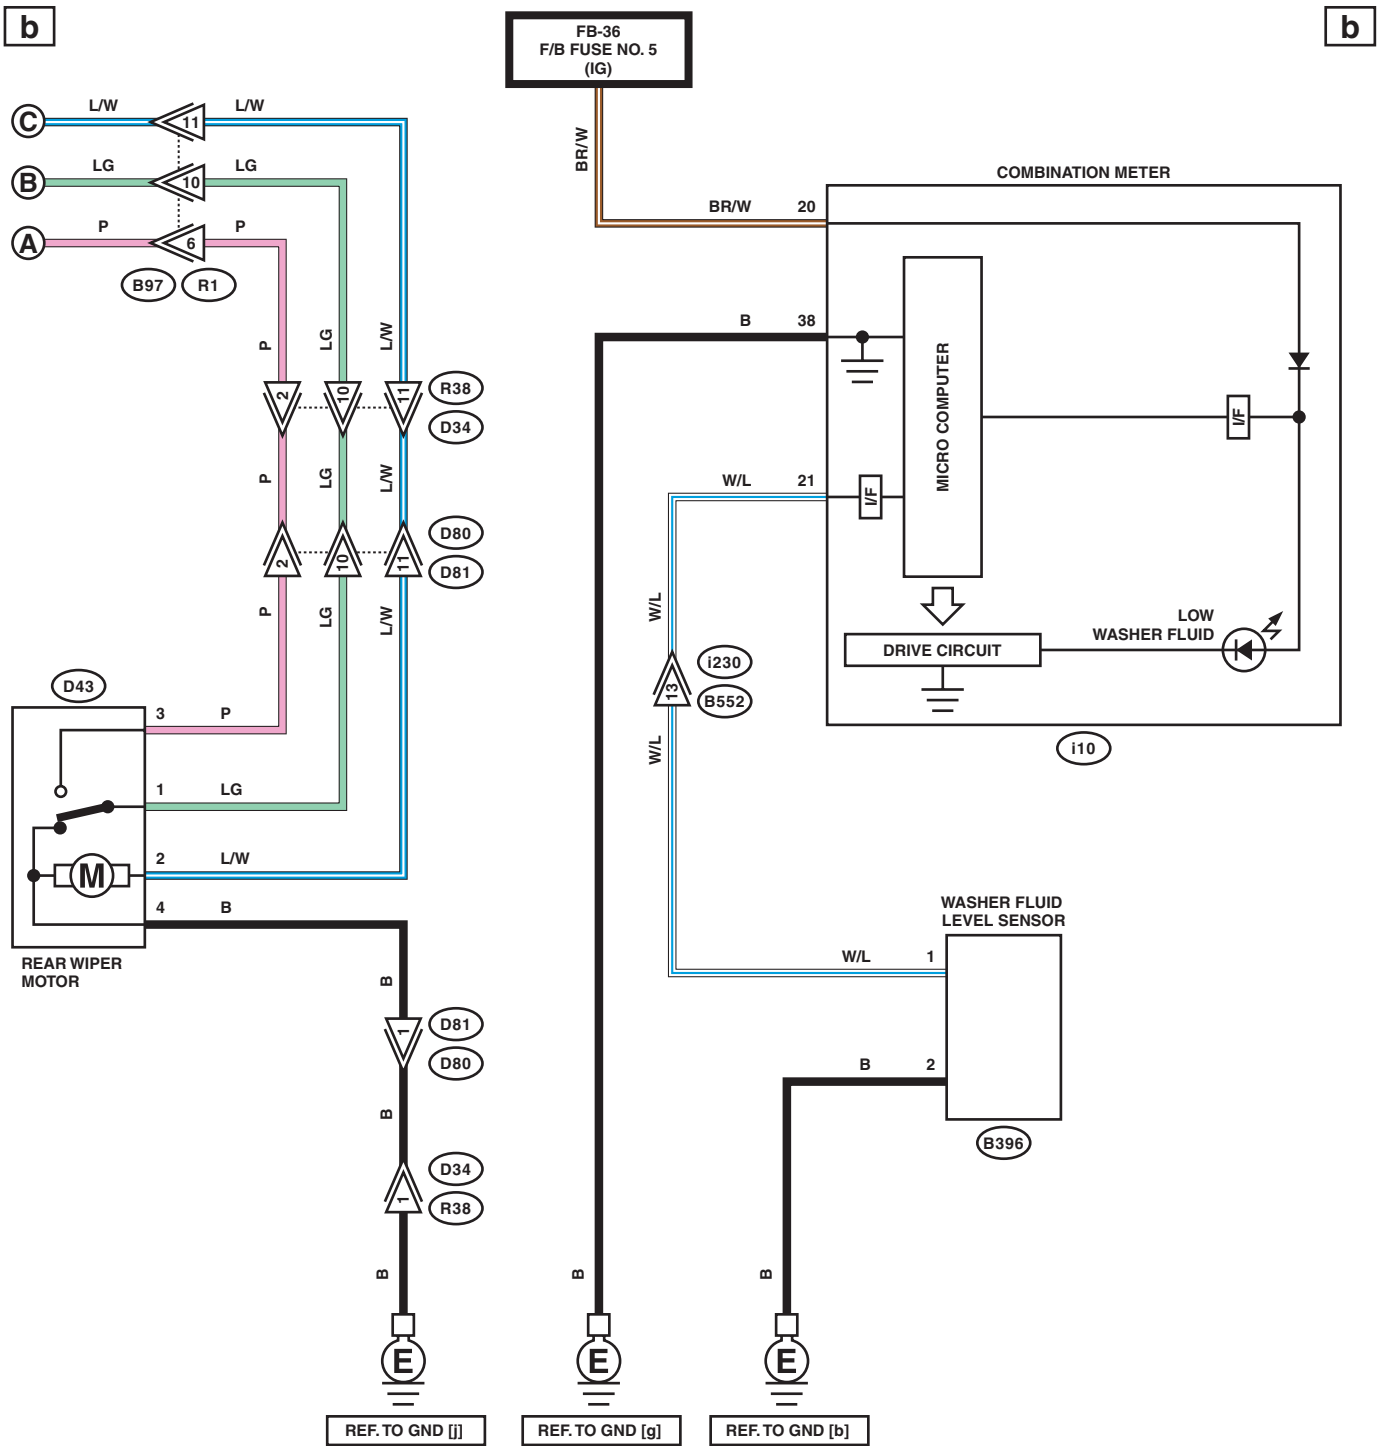 b
b
FB-36
F/B FUSE NO. 5
(IG)
C
L/W
11
L/W
B
LG
10
LG
A
P
6
P
B97
R1
BR/W
BR/W
20
COMBINATION METER
B
38
MICRO COMPUTER
I/F
P
LG
L/W
2
10
11
R38
D34
P
LG
L/W
W/L
21
I/F
2
10
11
D80
D81
P
LG
L/W
W/L
13
i230
B552
W/L
DRIVE CIRCUIT
LOW
WASHER FLUID
i10
D43
3
P
1
LG
M
2
L/W
4
B
REAR WIPER
MOTOR
WASHER FLUID
LEVEL SENSOR
W/L
1
B
2
B396
B
1
D81
D80
B
1
D34
R38
B
B
B
E
E
E
REF. TO GND [j]
REF. TO GND [g]
REF. TO GND [b]